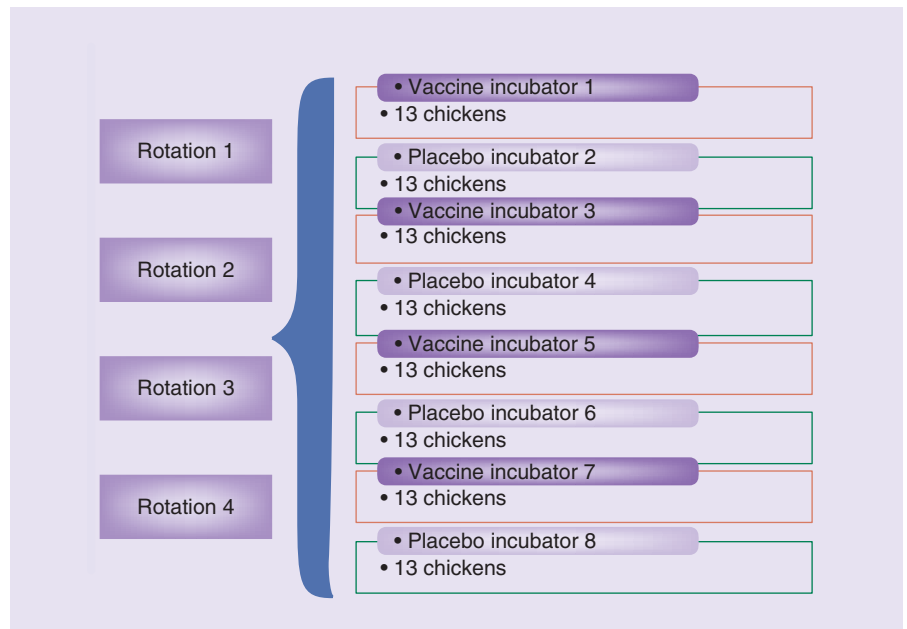 Rotation 1
Rotation 2
Rotation 3
Rotation 4
• Vaccine incubator 1
• 13 chickens
• Placebo incubator 2
• 13 chickens
• Vaccine incubator 3
• 13 chickens
• Placebo incubator 4
• 13 chickens
• Vaccine incubator 5
• 13 chickens
• Placebo incubator 6
• 13 chickens
• Vaccine incubator 7
• 13 chickens
• Placebo incubator 8
• 13 chickens